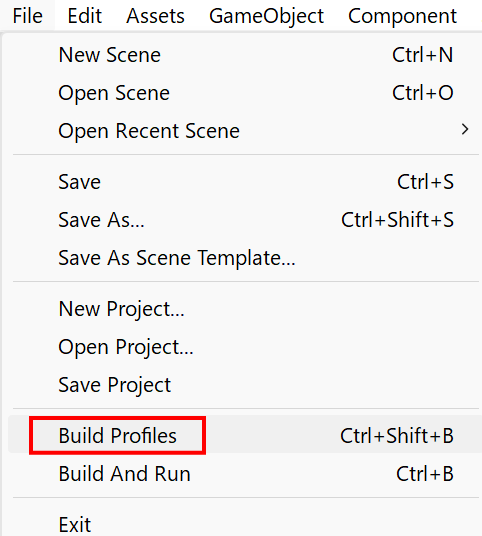 File Edit Assets GameObject Component
New Scene Ctrl+N
Open Scene Ctrl+O
Open Recent Scene
Save Ctrl+S
Save As... Ctrl+Shift+S
Save As Scene Template...
New Project...
Open Project...
Save Project
Build Profiles Ctrl+Shift+B
Build And Run Ctrl+B
Exit